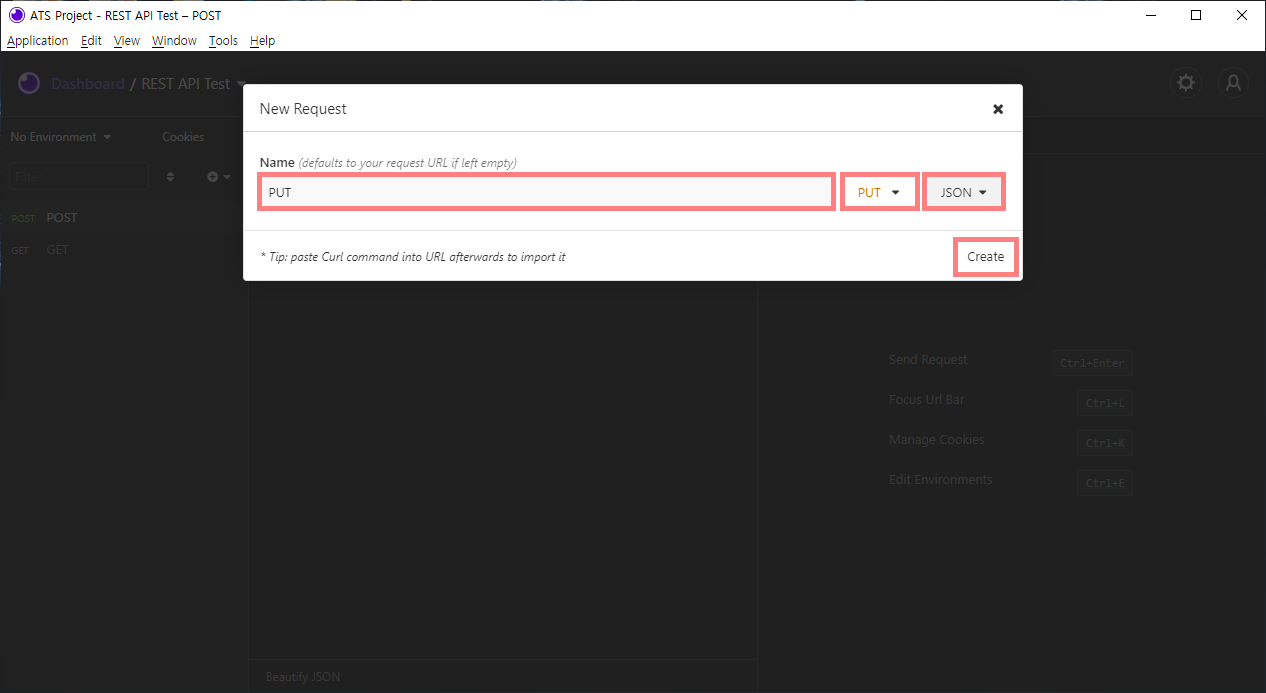 ATS Project - REST API Test – POST
Application Edit View Window Tools Help
Dashboard / REST API Test
New Request
No Environment Cookies
Name (defaults to your request URL if left empty)
Filter
PUT PUT JSON
POST POST
GET GET
* Tip: paste Curl command into URL afterwards to import it Create
Send Request Ctrl+Enter
Focus Url Bar Ctrl+L
Manage Cookies Ctrl+K
Edit Environments Ctrl+E
Beautify JSON